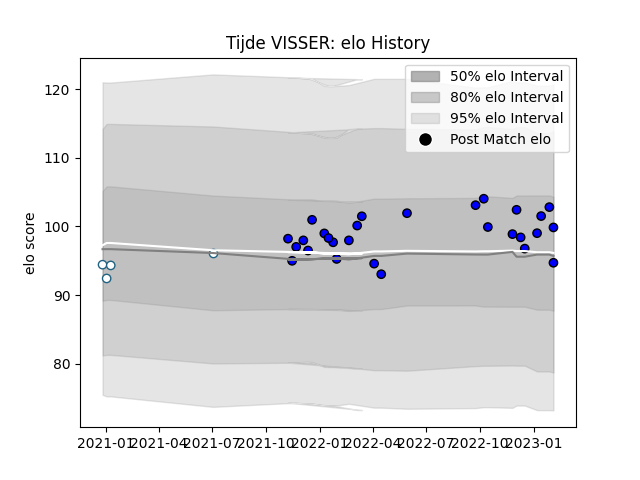 Tijde VISSER: elo History
120
110
100
90
80
elo score
50% elo Interval
80% elo Interval
95% elo Interval
Post Match elo
2021-01 2021-04 2021-07 2021-10 2022-01 2022-04 2022-07 2022-10 2023-01